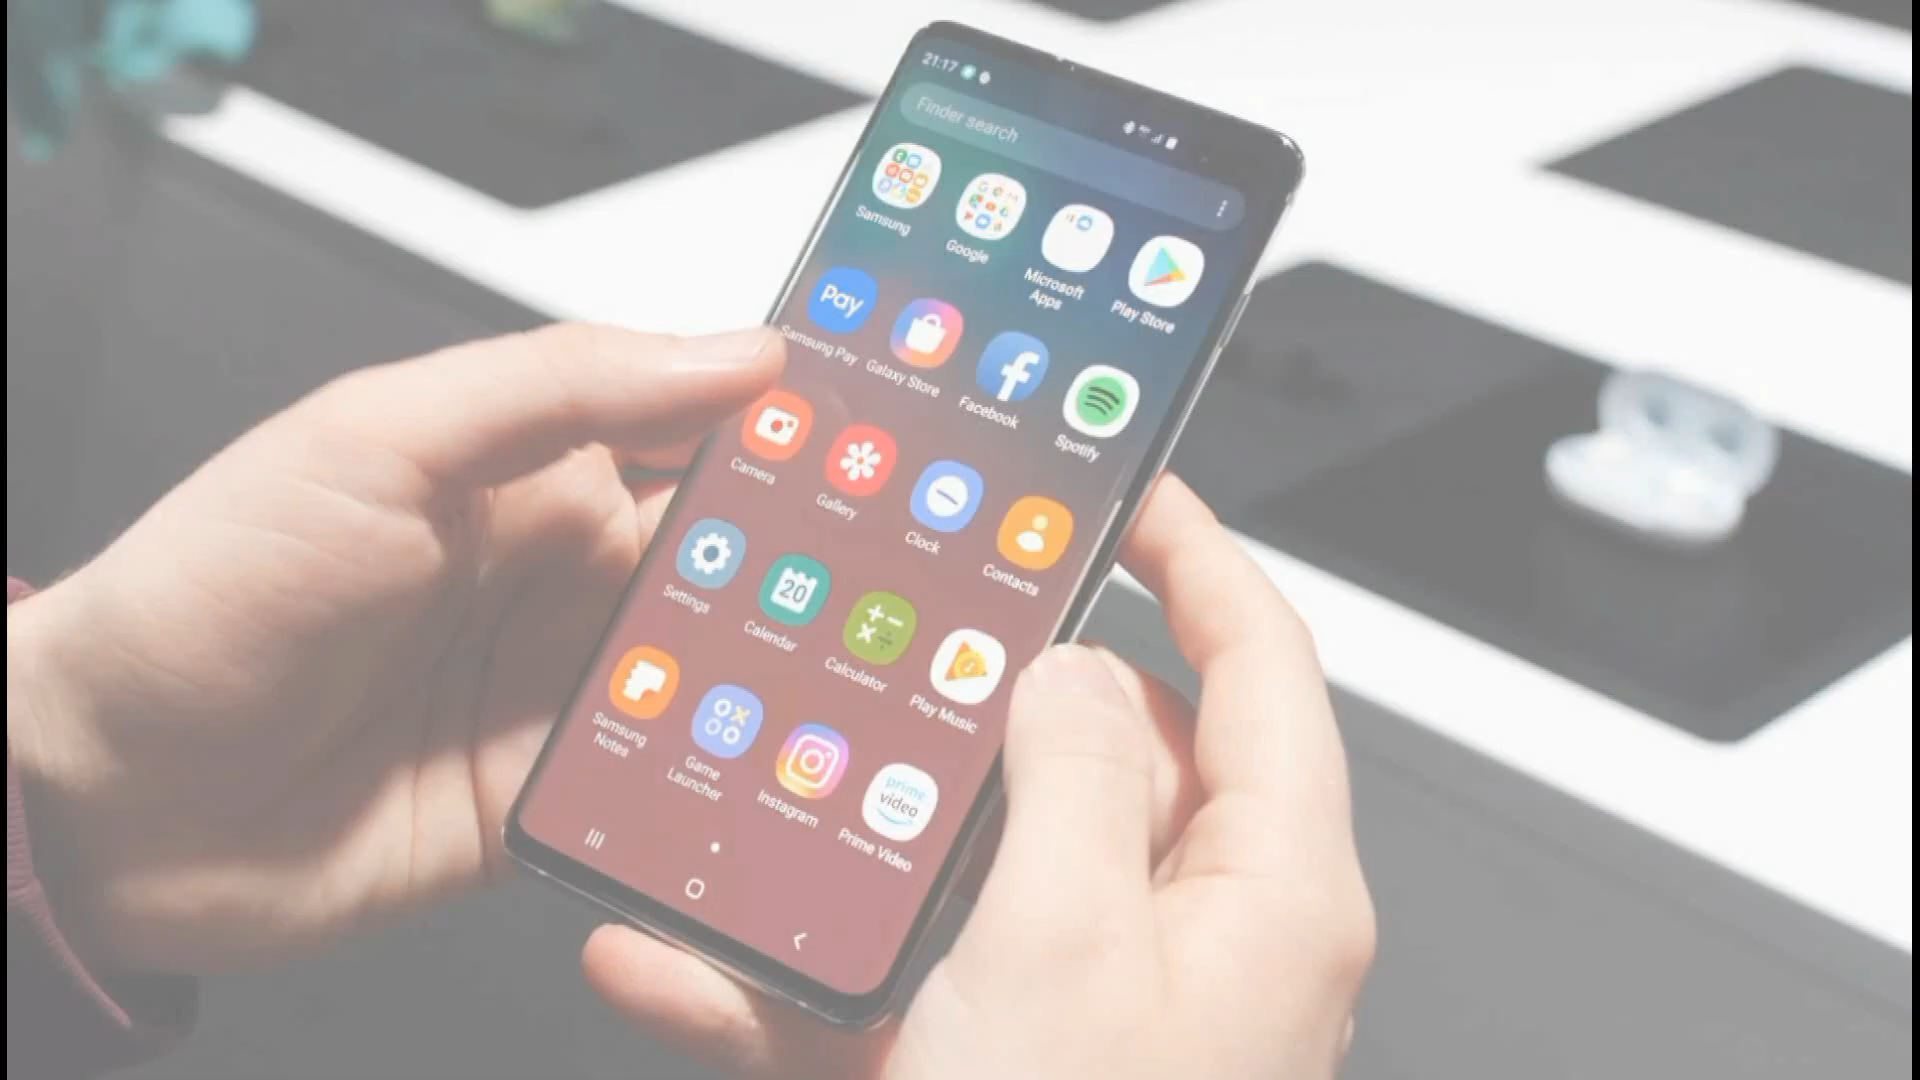 21:17
Finder search
Samsung
Google
Microsoft
Apps
Play Store
pay
Samsung Pay
Galaxy Store
Facebook
Spotify
Camera
Gallery
Clock
Contacts
Settings
20
Calendar
Calculator
Play Music
Samsung
Notes
Game
Launcher
Instagram
prime
video
Prime Video